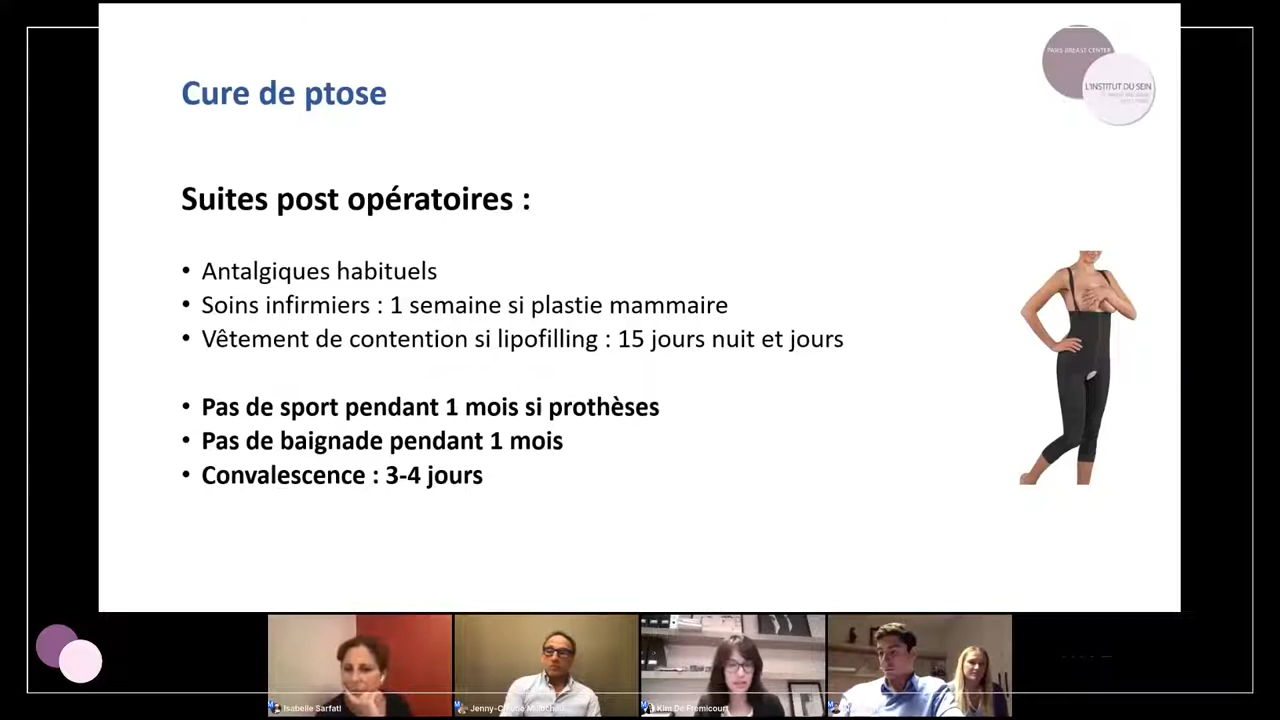 PARIS BREAST CENTER
L'INSTITUT DU SEIN
Cure de ptose
Suites post opératoires :
• Antalgiques habituels
• Soins infirmiers : 1 semaine si plastie mammaire
• Vêtement de contention si lipofilling : 15 jours nuit et jours
• Pas de sport pendant 1 mois si prothèses
• Pas de baignade pendant 1 mois
• Convalescence : 3-4 jours
Isabelle Sarfati
Kim De Fremicourt